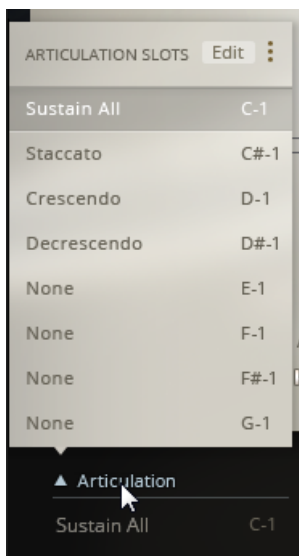 ARTICULATION SLOTS Edit
Sustain All C-1
Staccato C#-1
Crescendo D-1
Decrescendo D#-1
None E-1
None F-1
None F#-1
None G-1
▲ Articulation
Sustain All C-1